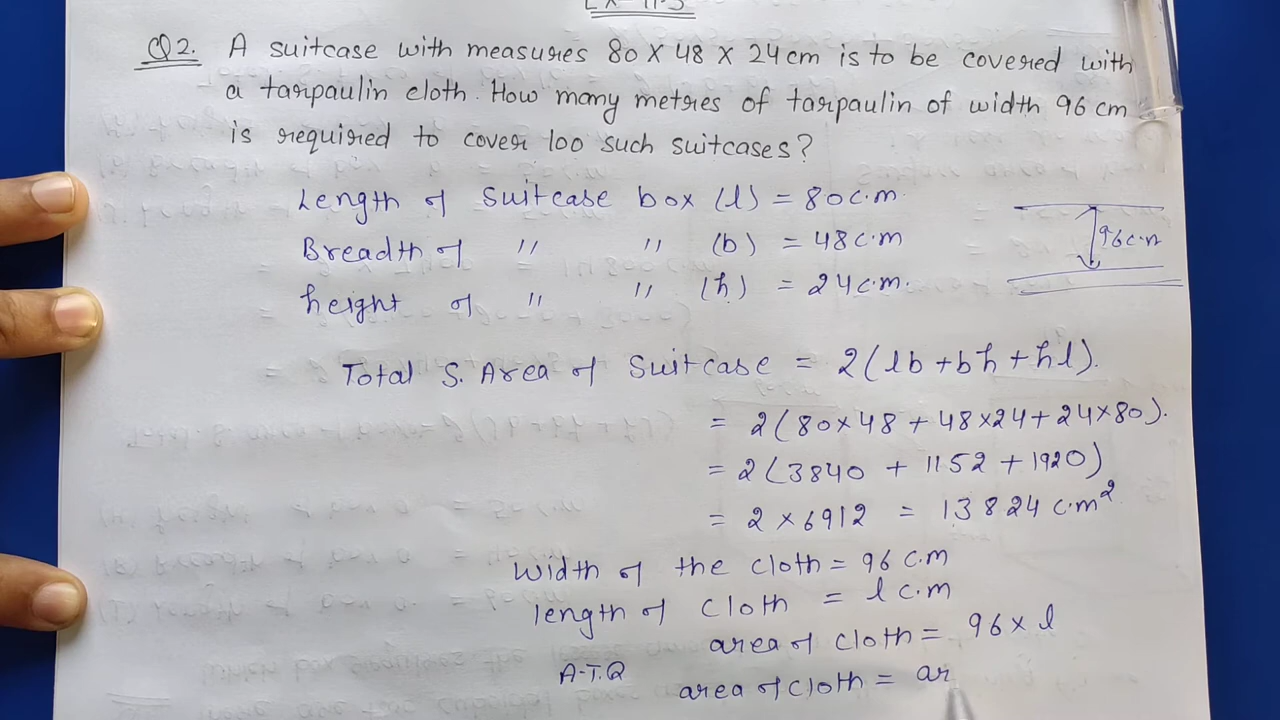 Q2. A suitcase with measures 80 X 48 X 24 cm is to be covered with
a tarpaulin cloth. How many metres of tarpaulin of width 96 cm
is required to cover 100 such suitcases?
Length of suitcase box (l) = 80 c.m.
Breadth of " " (b) = 48 c.m
height of " " (h) = 24 c.m.
96 c.m
Total S. Area of Suitcase = 2(lb + bh + hl).
= 2(80×48 + 48×24 + 24×80).
= 2(3840 + 1152 + 1920)
= 2 × 6912 = 13824 c.m²
Width of the cloth = 96 c.m
length of cloth = l c.m
area of cloth = 96 × l
A.T.Q area of cloth = ar